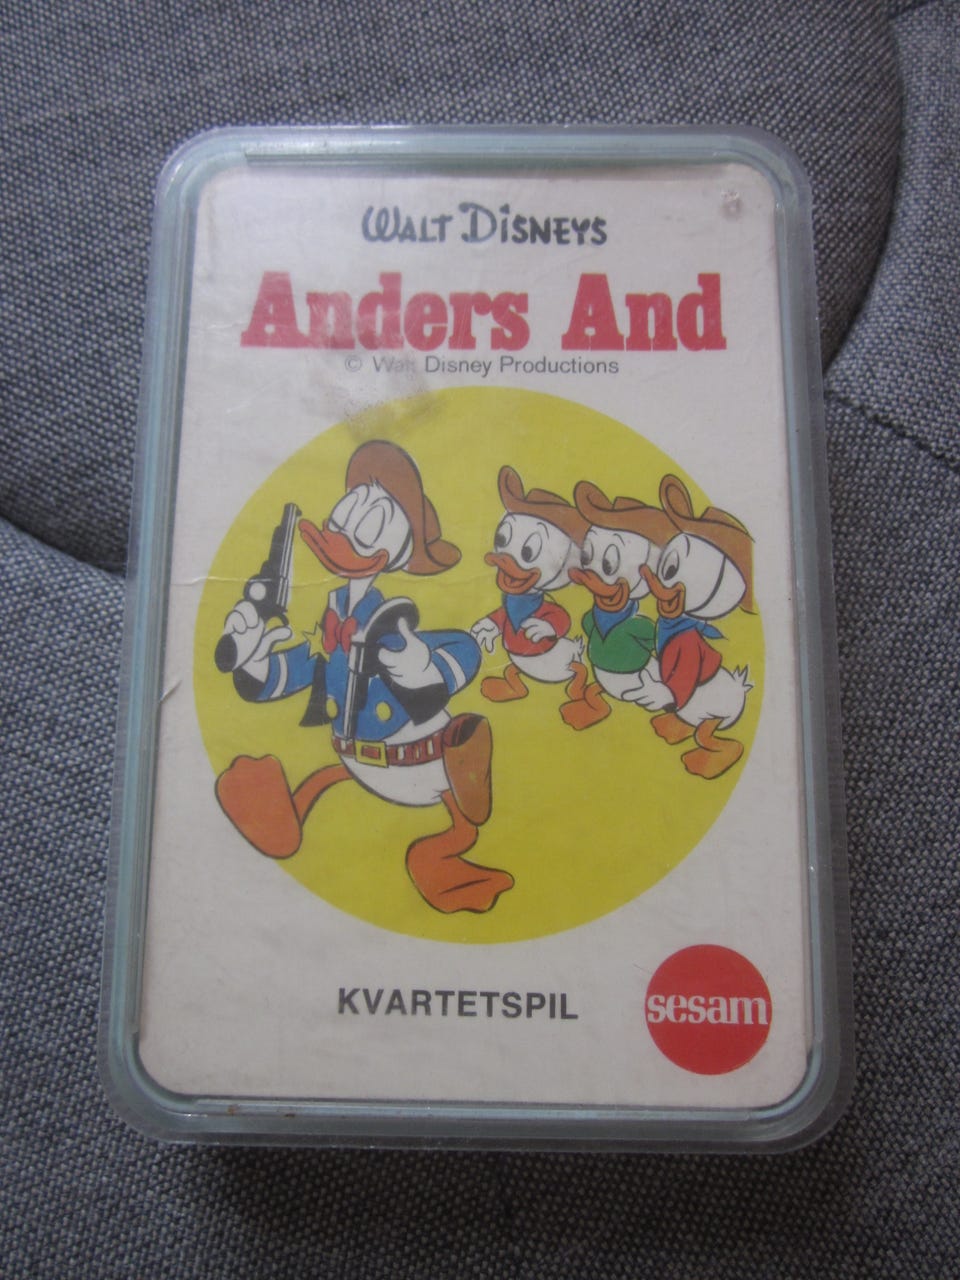 WALT DISNEYS
Anders And
© Walt Disney Productions
KVARTETSPIL
sesam